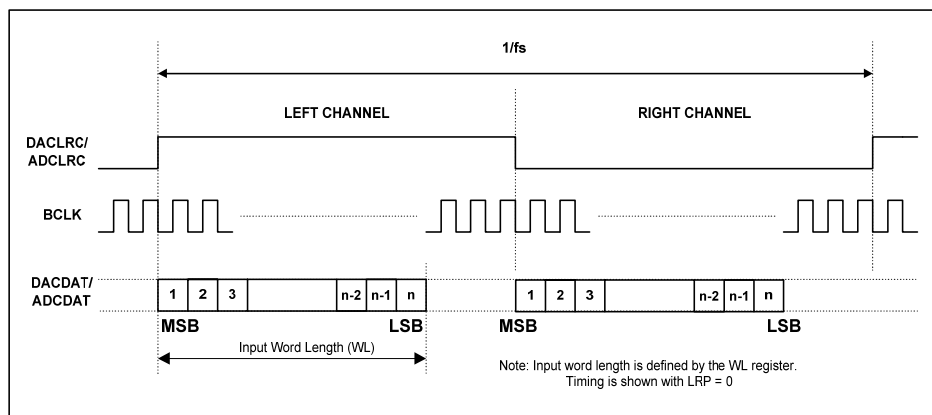 1/fs
LEFT CHANNEL
RIGHT CHANNEL
DACLRC/
ADCLRC
BCLK
DACDAT/
ADCDAT
1 2 3 n-2 n-1 n
1 2 3 n-2 n-1 n
MSB LSB
MSB LSB
Input Word Length (WL)
Note: Input word length is defined by the WL register.
Timing is shown with LRP = 0